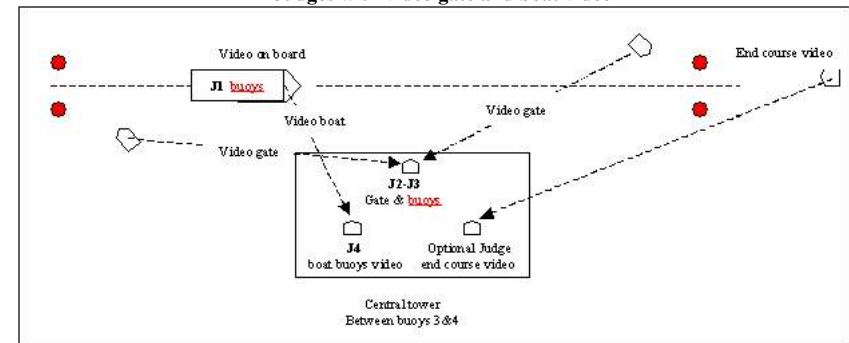 Video on board
End course video
J1 buoys
Video boat
Video gate
Video gate
J2-J3
Gate & buoys
J4
boat buoys video
Optional Judge
end course video
Central tower
Between buoys 3&4